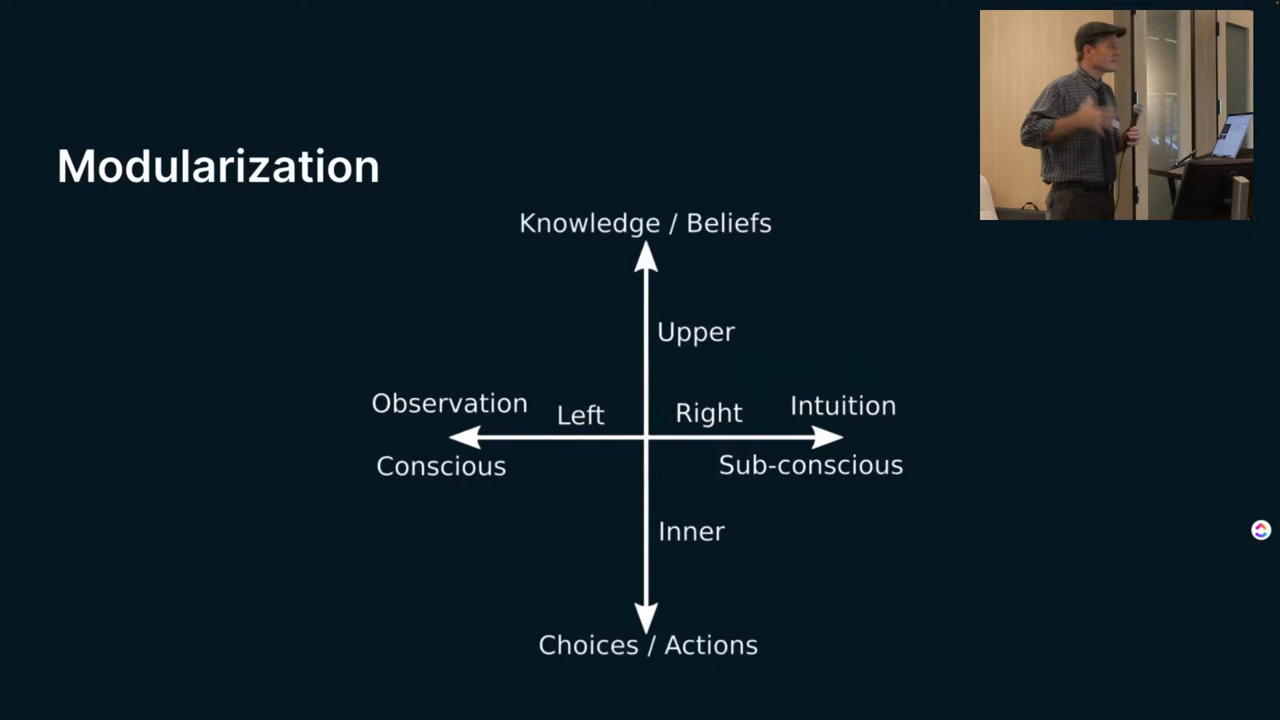 Modularization
Knowledge / Beliefs
Upper
Observation
Left
Right
Intuition
Conscious
Sub-conscious
Inner
Choices / Actions